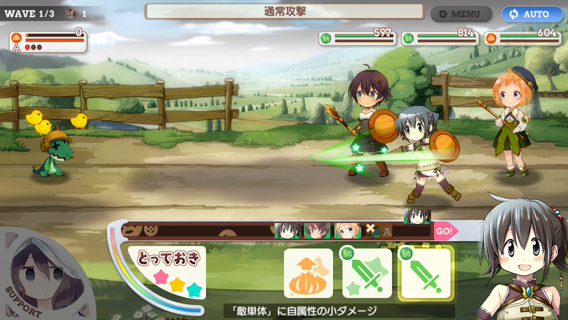 WAVE 1/3 1
通常攻撃
MENU
AUTO
0
A
597
814
604
GO!
とっておき
SUPPORT
「敵単体」に自属性の小ダメージ